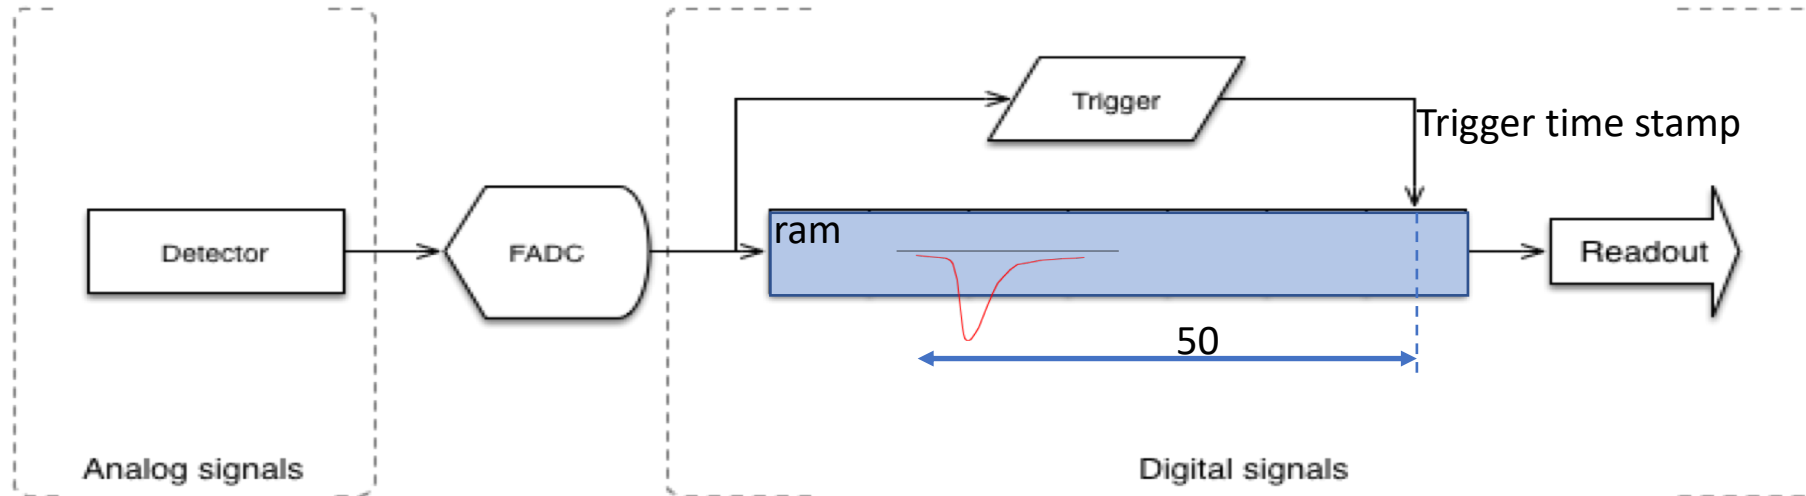 Trigger
Trigger time stamp
ram
Detector
FADC
Readout
50
Analog signals
Digital signals